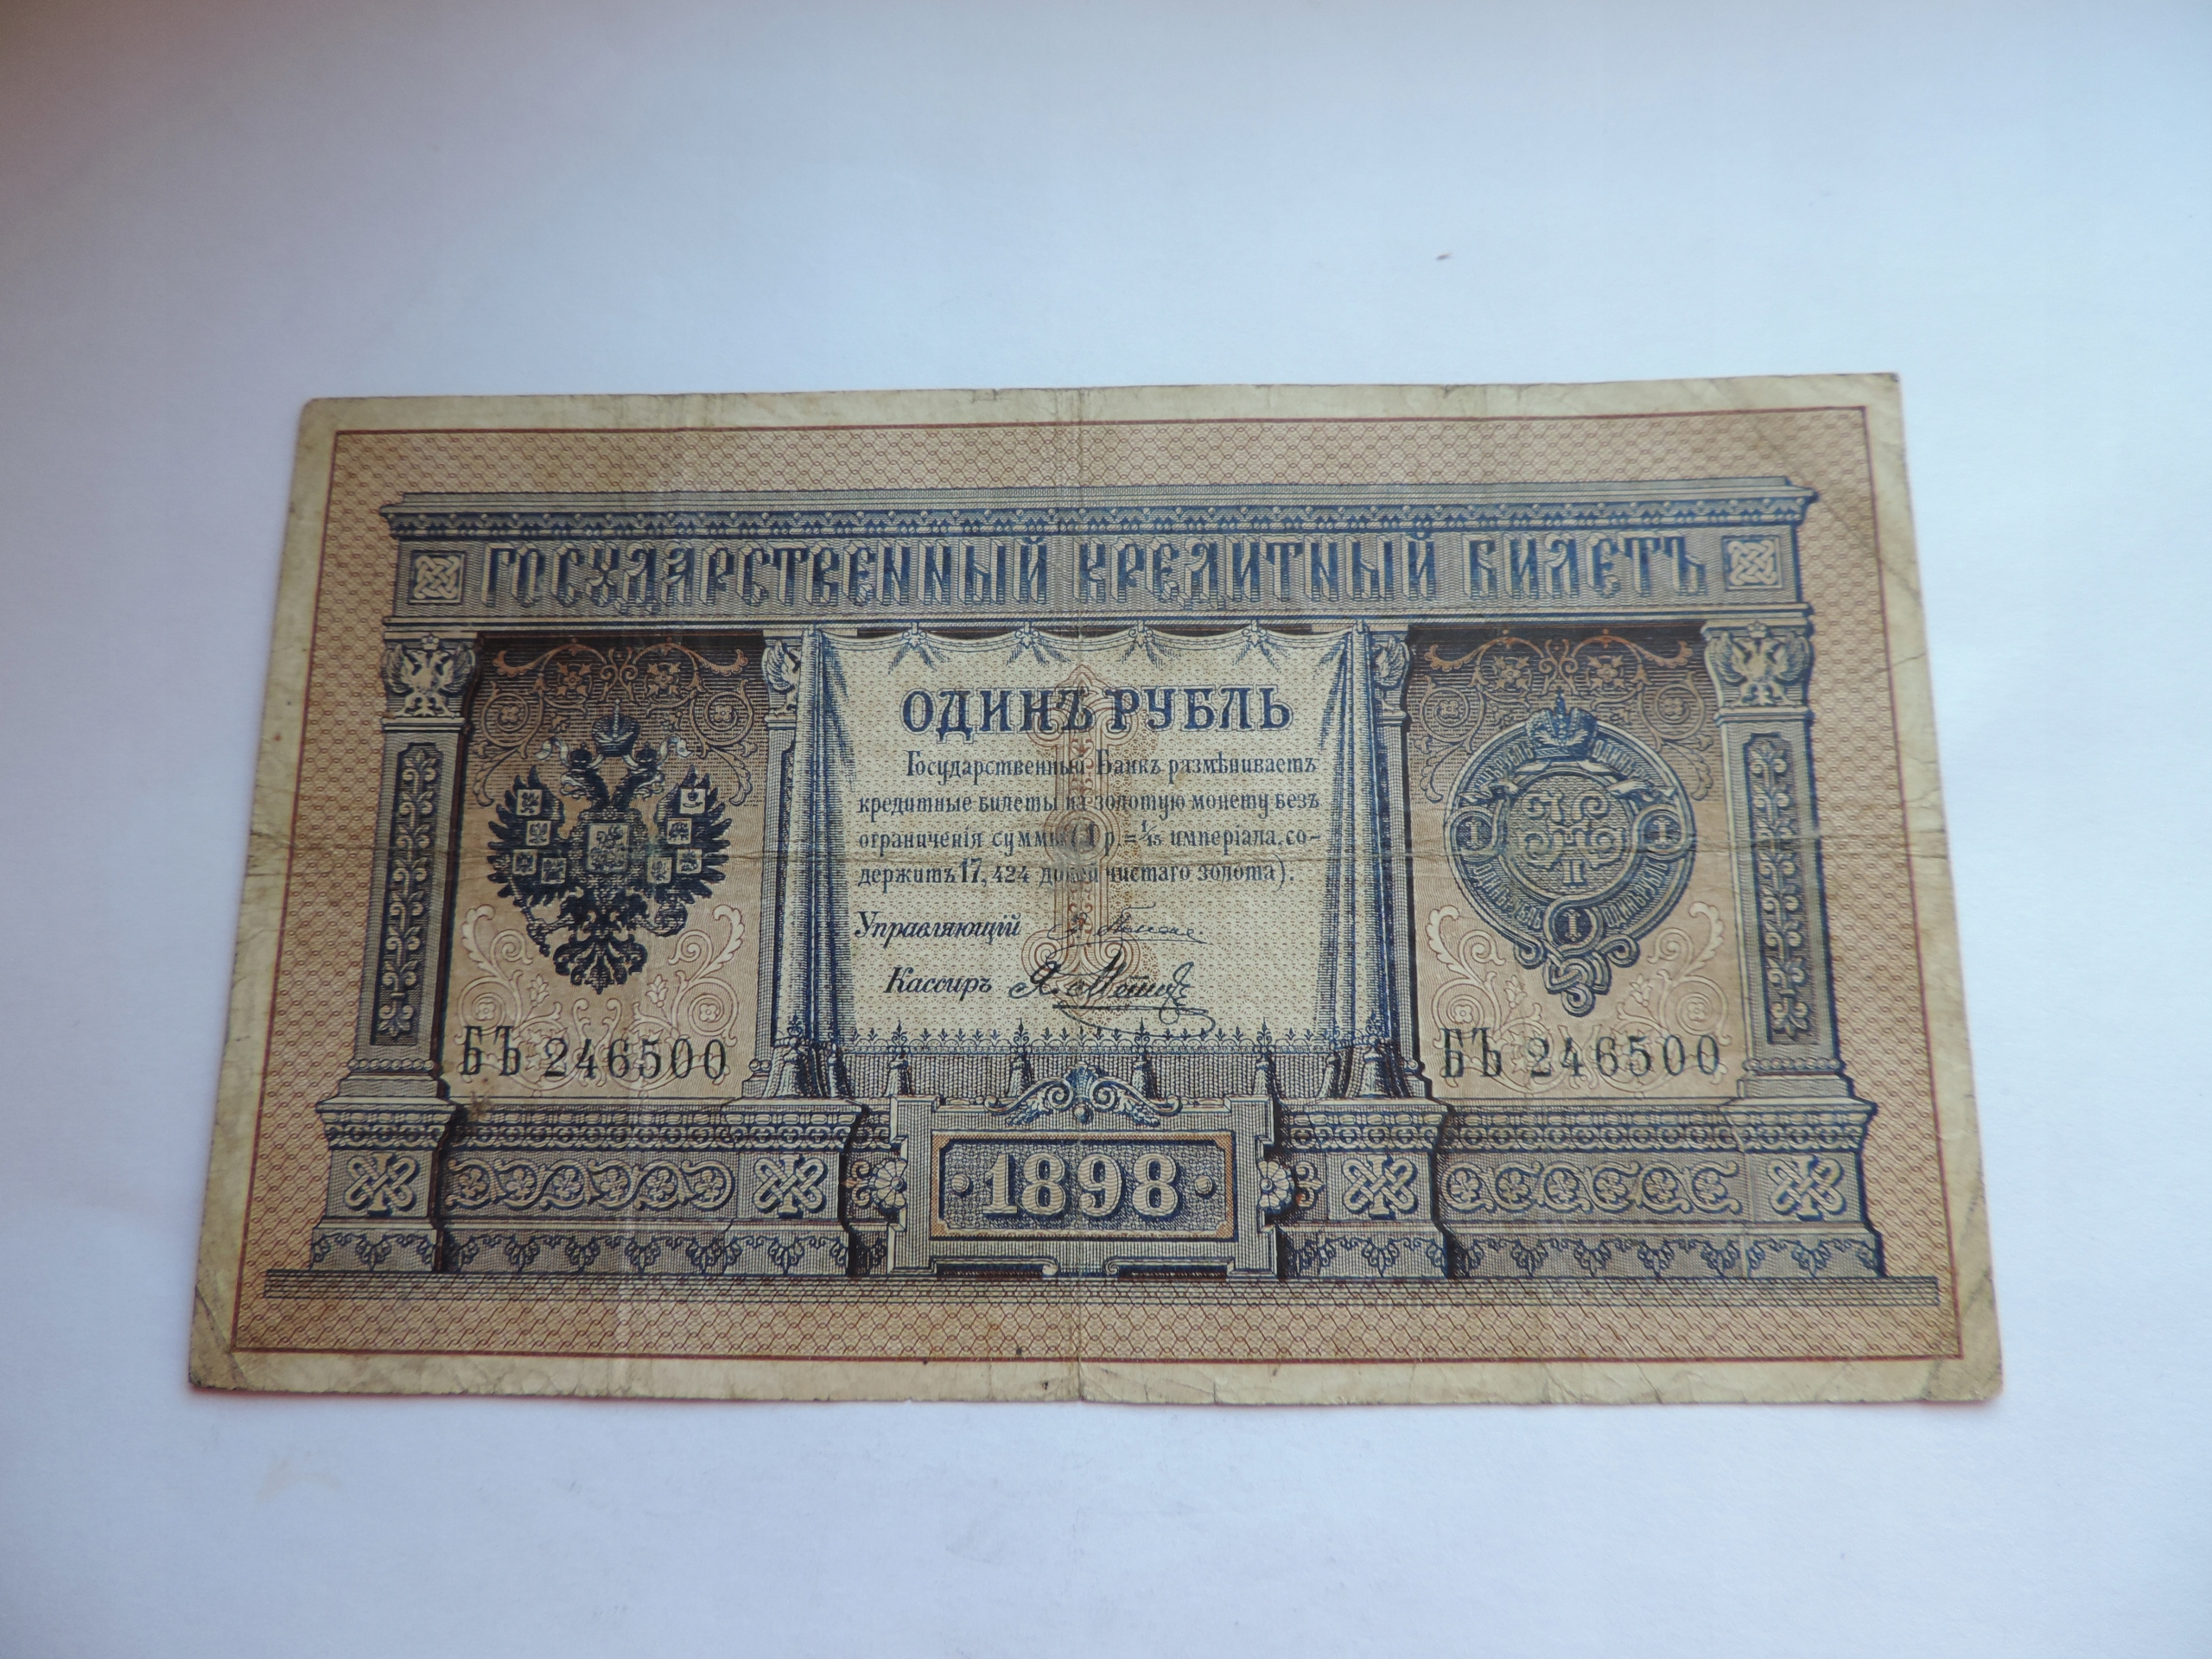 ГОСУДАРСТВЕННЫЙ КРЕДИТНЫЙ БИЛЕТЪ
ОДИНЪ РУБЛЬ
Государственный Банкъ размѣниваетъ
кредитные билеты на золотую монету безъ
ограниченія суммы (1 р. = 1/15 имперіала, со-
держитъ 17,424 долей чистаго золота).
Управляющій
Кассиръ
БЪ 246500
БЪ 246500
1898